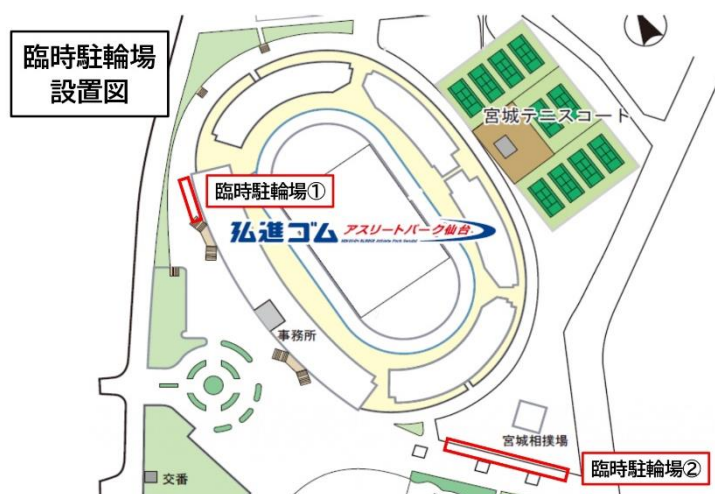 臨時駐輪場
設置図
宮城テニスコート
臨時駐輪場①
弘進ゴム アスリートパーク仙台
事務所
宮城相撲場
臨時駐輪場②
交番